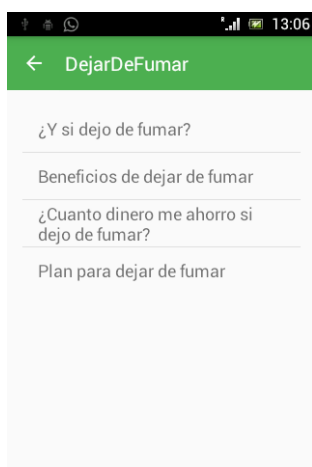 13:06
DejarDeFumar
¿Y si dejo de fumar?
Beneficios de dejar de fumar
¿Cuanto dinero me ahorro si
dejo de fumar?
Plan para dejar de fumar